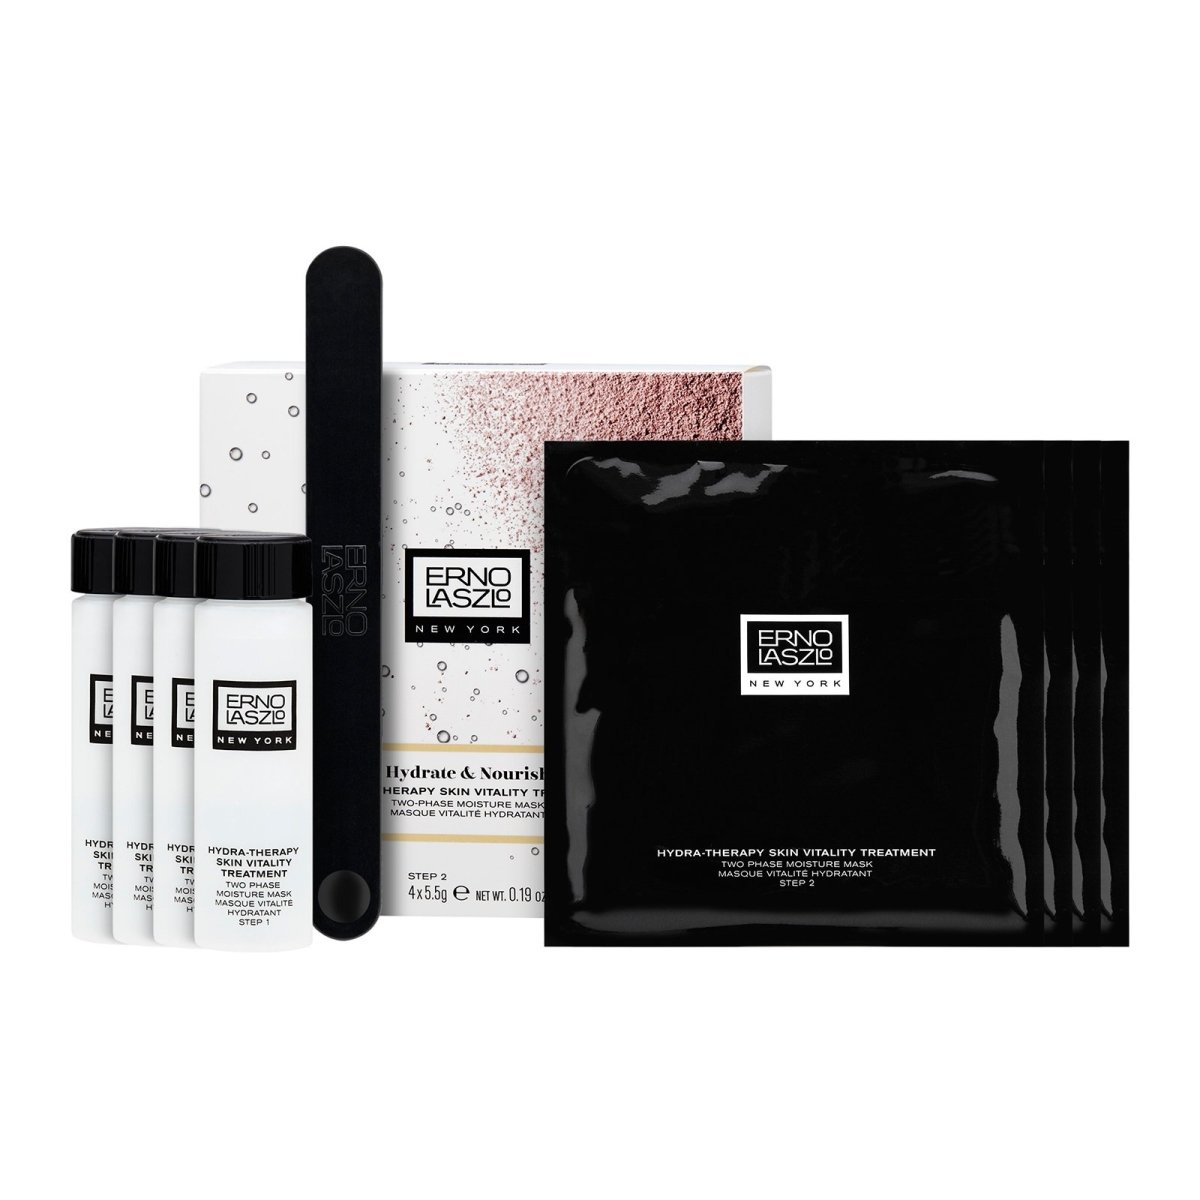 ERNO
LASZLO
ERNO
LASZLO
NEW YORK
Hydrate & Nourish
HERAPY SKIN VITALITY TR
TWO-PHASE MOISTURE MASK
MASQUE VITALITÉ HYDRATANT
STEP 2
4 x 5.5g e NET WT. 0.19 oz
ERNO
LASZLO
NEW YORK
HYDRA-THERAPY
SKIN VITALITY
TREATMENT
TWO PHASE
MOISTURE MASK
MASQUE VITALITÉ
HYDRATANT
STEP 1
ERNO
LASZLO
NEW YORK
HYDRA-THERAPY SKIN VITALITY TREATMENT
TWO PHASE MOISTURE MASK
MASQUE VITALITÉ HYDRATANT
STEP 2